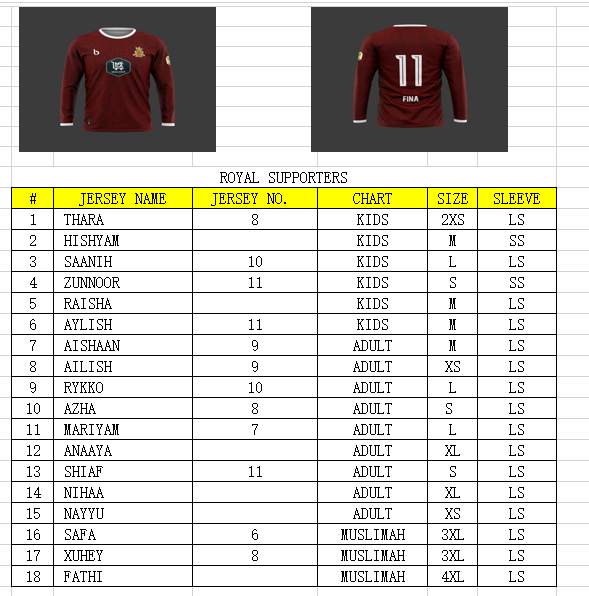 11
FINA
ROYAL SUPPORTERS
# JERSEY NAME JERSEY NO. CHART SIZE SLEEVE
1 THARA 8 KIDS 2XS LS
2 HISHYAM KIDS M SS
3 SAANIH 10 KIDS L LS
4 ZUNNOOR 11 KIDS S SS
5 RAISHA KIDS M LS
6 AYLISH 11 KIDS M LS
7 AISHAAN 9 ADULT M LS
8 AILISH 9 ADULT XS LS
9 RYKKO 10 ADULT L LS
10 AZHA 8 ADULT S LS
11 MARIYAM 7 ADULT L LS
12 ANAAYA ADULT XL LS
13 SHIAF 11 ADULT S LS
14 NIHAA ADULT XL LS
15 NAYYU ADULT XS LS
16 SAFA 6 MUSLIMAH 3XL LS
17 XUHEY 8 MUSLIMAH 3XL LS
18 FATHI MUSLIMAH 4XL LS